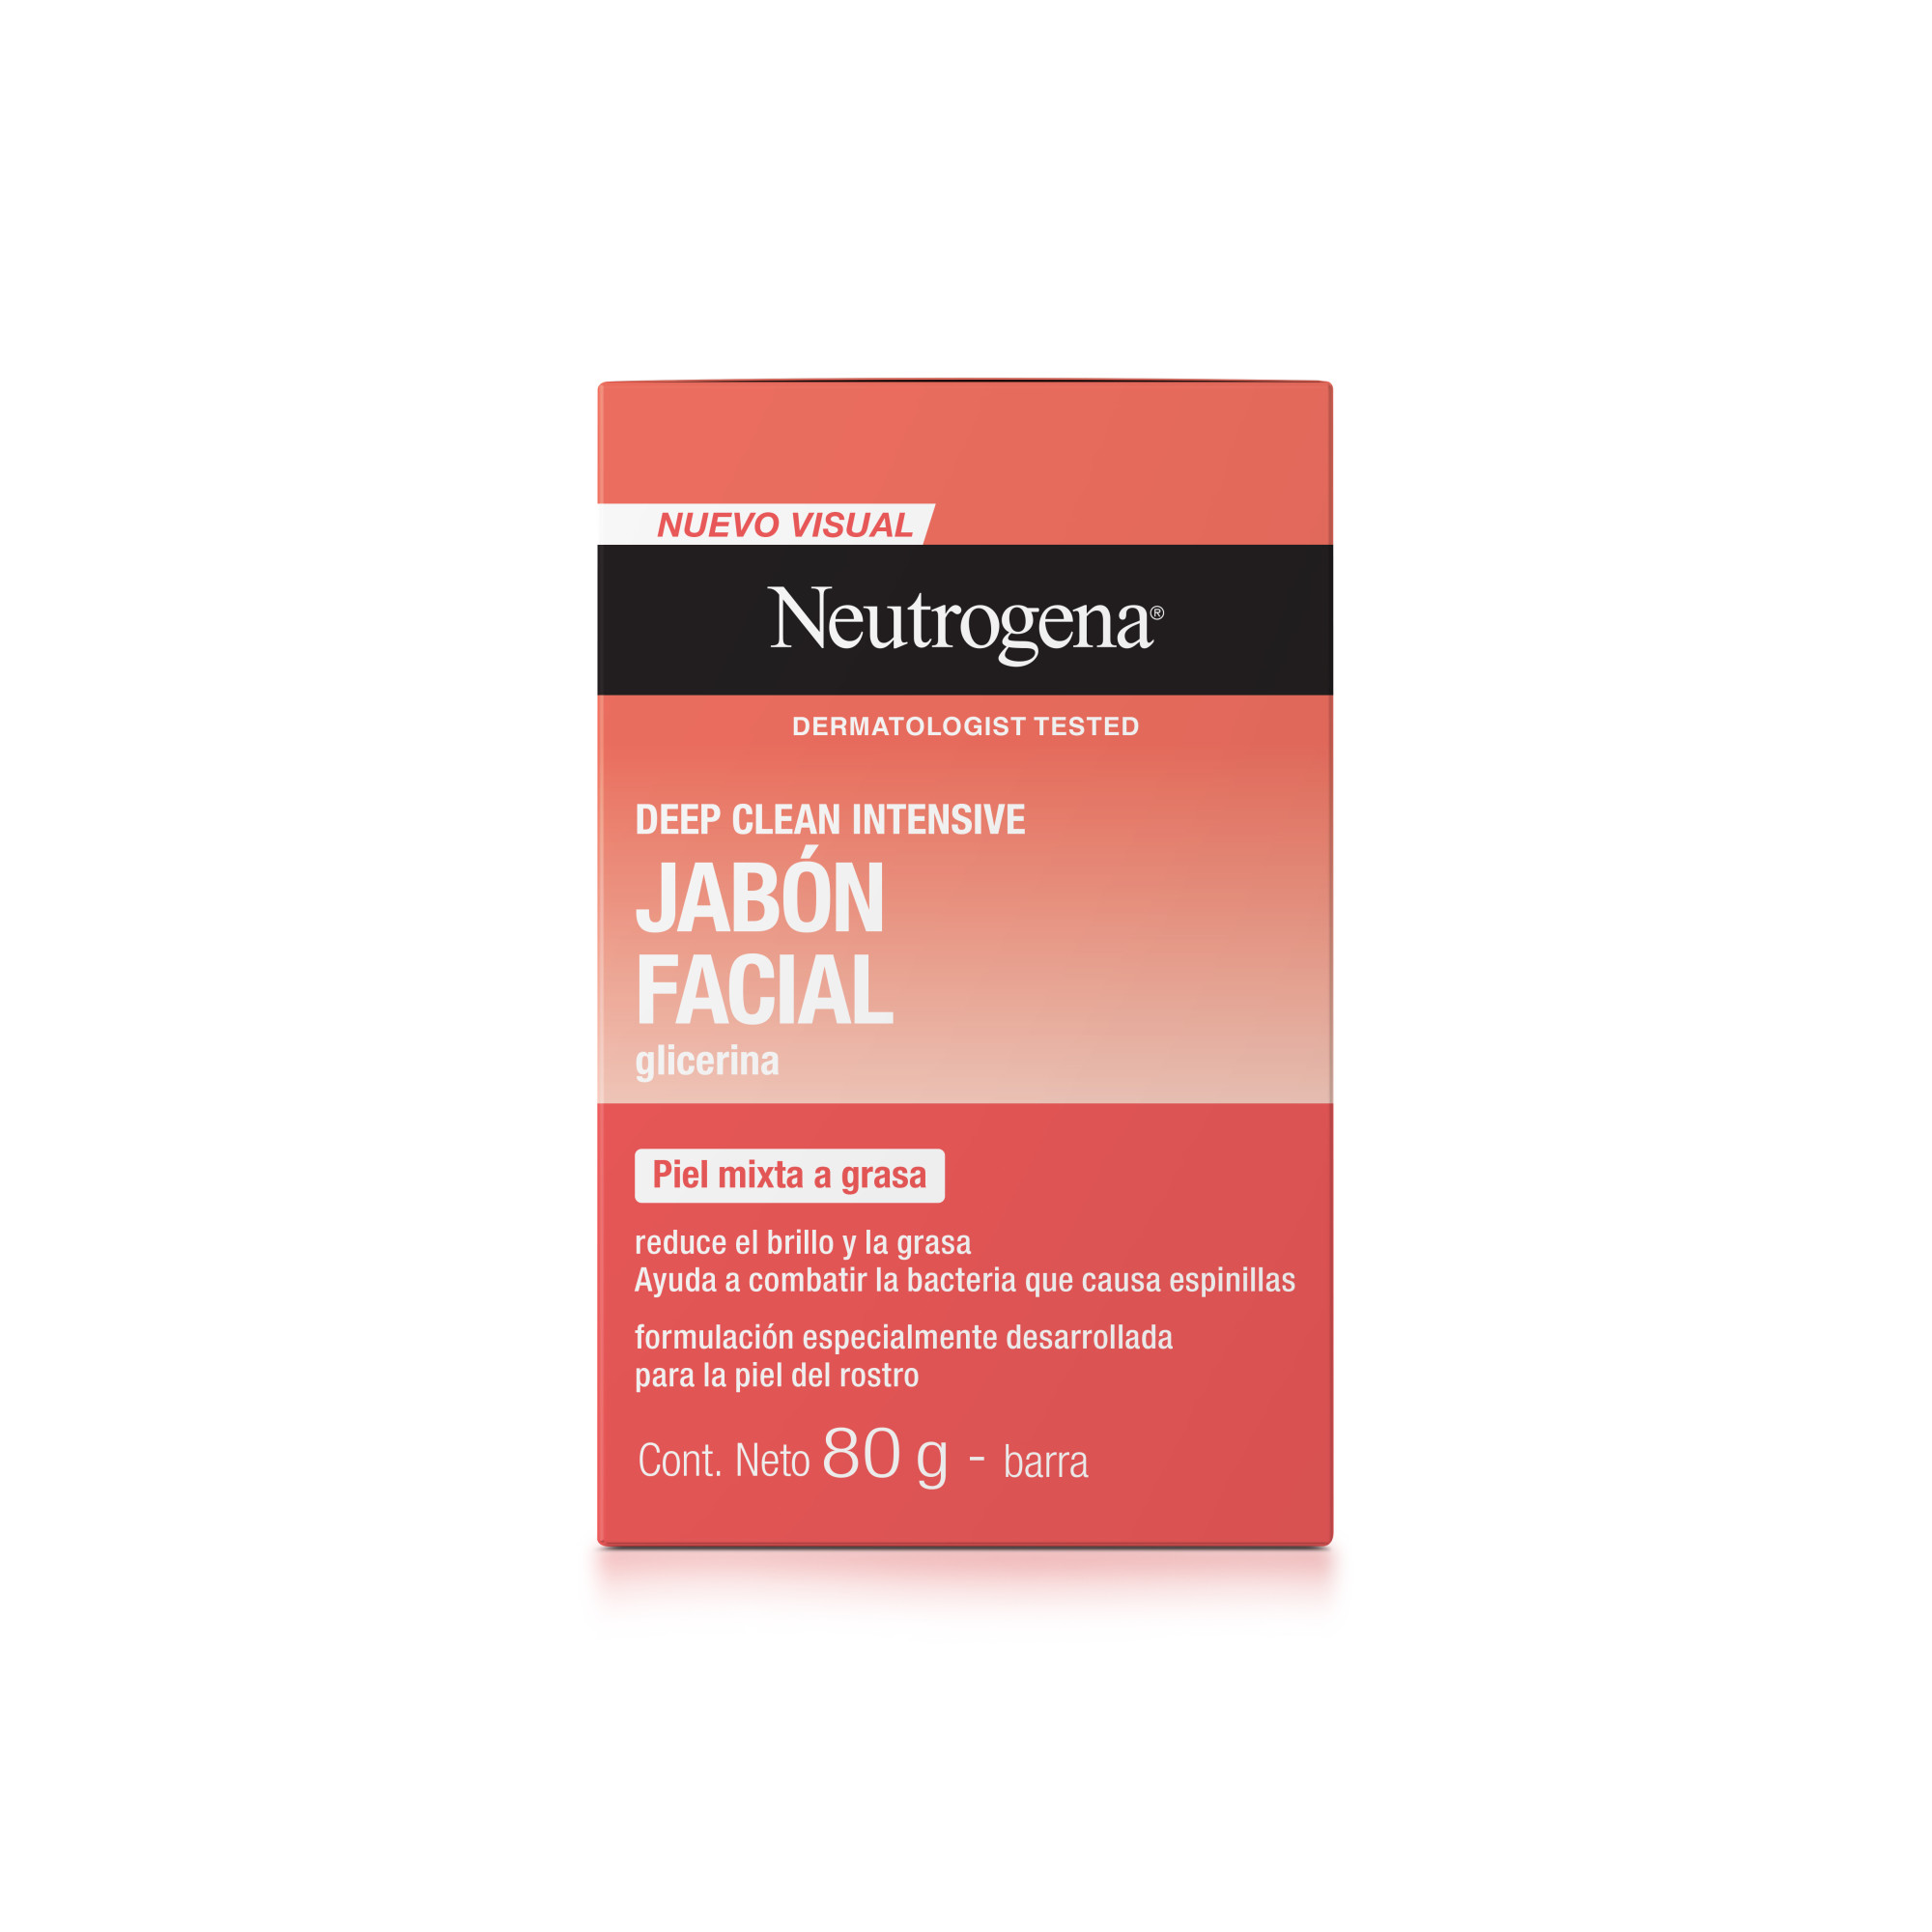 NUEVO VISUAL
Neutrogena®
DERMATOLOGIST TESTED
DEEP CLEAN INTENSIVE
JABÓN
FACIAL
glicerina
Piel mixta a grasa
reduce el brillo y la grasa
Ayuda a combatir la bacteria que causa espinillas
formulación especialmente desarrollada
para la piel del rostro
Cont. Neto 80 g - barra